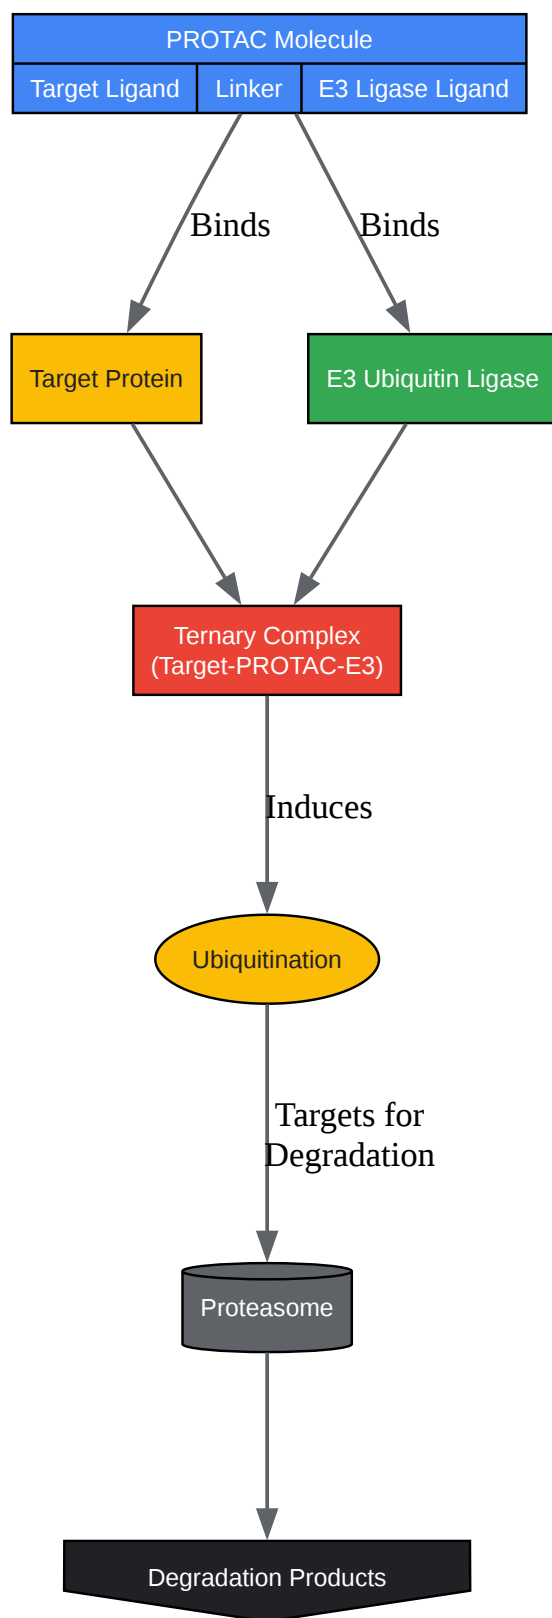 PROTAC Molecule
Target Ligand
Linker
E3 Ligase Ligand
Binds
Binds
Target Protein
E3 Ubiquitin Ligase
Ternary Complex
(Target-PROTAC-E3)
Induces
Ubiquitination
Targets for
Degradation
Proteasome
Degradation Products